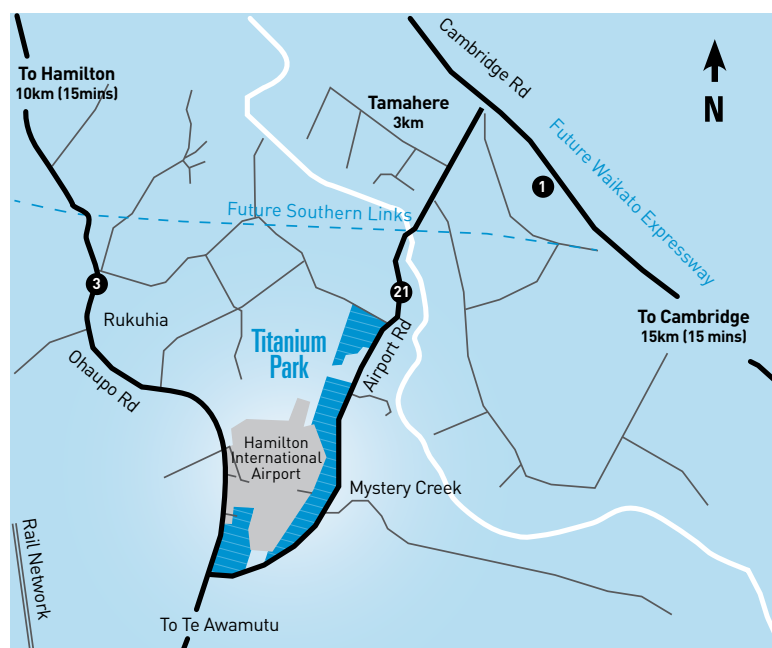 Cambridge Rd
To Hamilton
10km (15mins)
N
Tamahere
3km
1
Future Waikato Expressway
Future Southern Links
3
21
Rukuhia
To Cambridge
15km (15 mins)
Titanium
Park
Airport Rd
Ohaupo Rd
Hamilton
International
Airport
Mystery Creek
Rail Network
To Te Awamutu